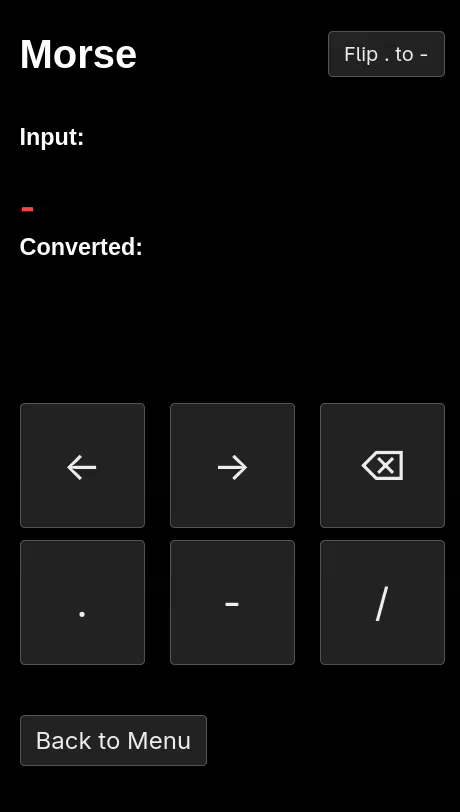 Morse
Flip . to -
Input:
-
Converted:
← → ⌫
. - /
Back to Menu